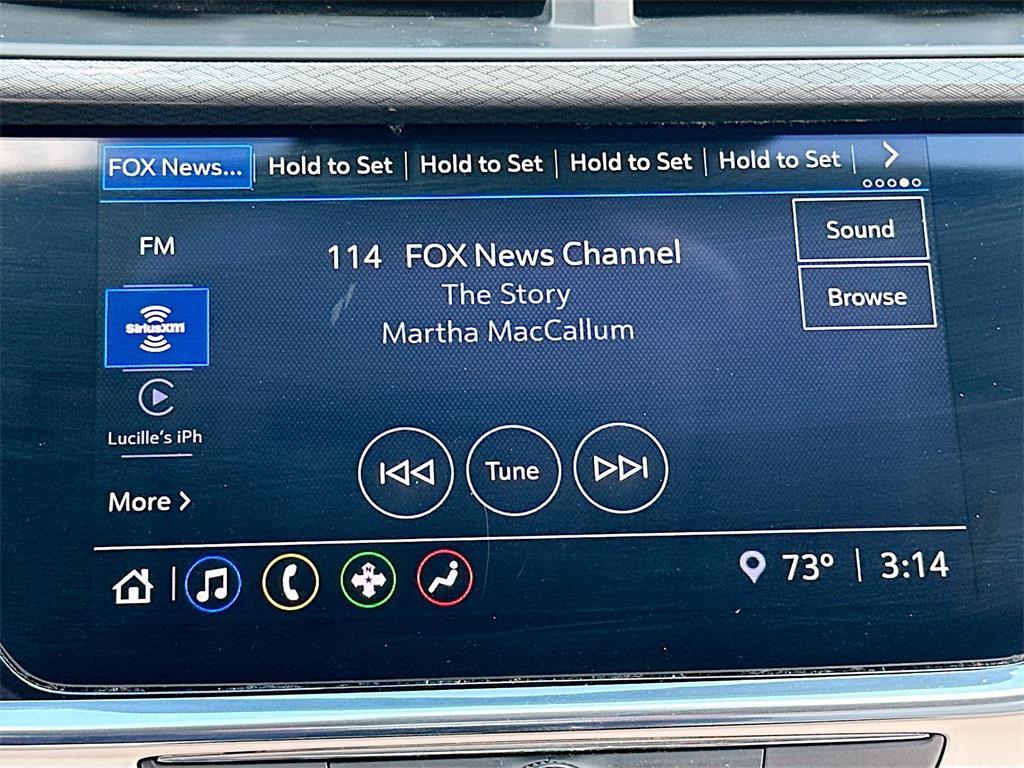 FOX News... Hold to Set Hold to Set Hold to Set Hold to Set
FM
114 FOX News Channel
The Story
Martha MacCallum
Sound
Browse
SiriusXM
Lucille's iPh
More
Tune
N
73° 3:14